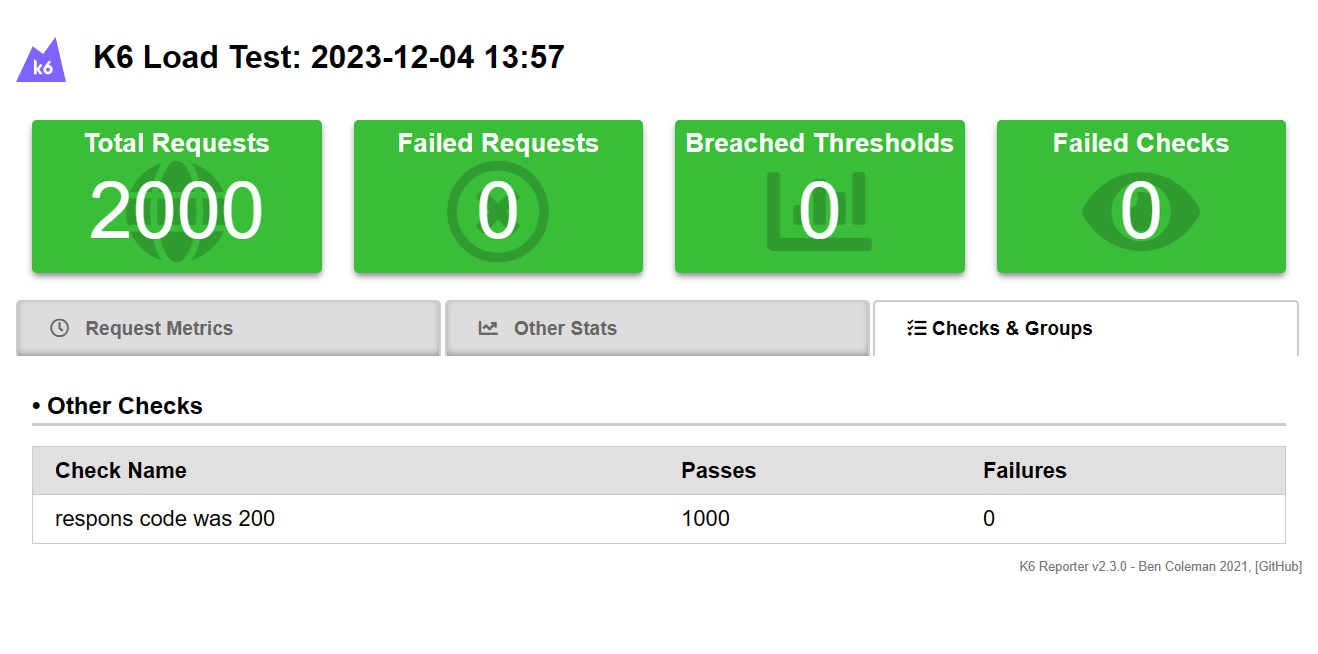 k6
K6 Load Test: 2023-12-04 13:57
Total Requests
2000
Failed Requests
0
Breached Thresholds
0
Failed Checks
0
Request Metrics
Other Stats
Checks & Groups
• Other Checks
Check Name Passes Failures
respons code was 200 1000 0
K6 Reporter v2.3.0 - Ben Coleman 2021, [GitHub]